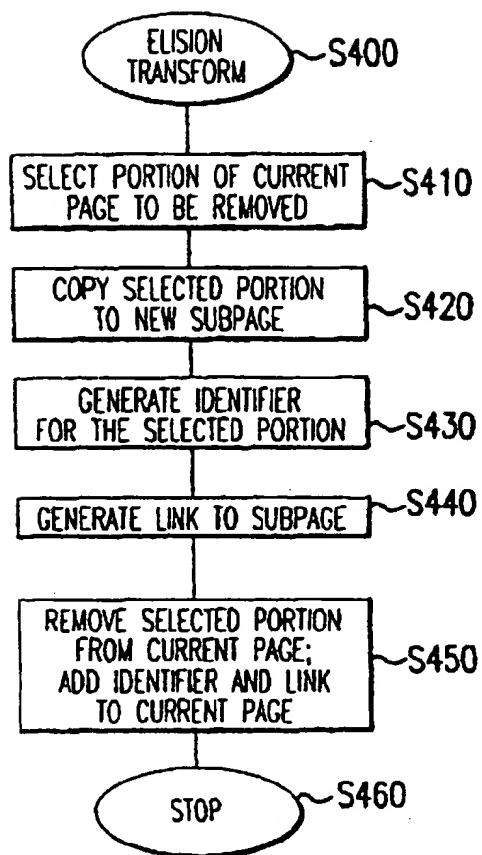 ELISION
TRANSFORM
S400
SELECT PORTION OF CURRENT
PAGE TO BE REMOVED
S410
COPY SELECTED PORTION
TO NEW SUBPAGE
S420
GENERATE IDENTIFIER
FOR THE SELECTED PORTION
S430
GENERATE LINK TO SUBPAGE
S440
REMOVE SELECTED PORTION
FROM CURRENT PAGE;
ADD IDENTIFIER AND LINK
TO CURRENT PAGE
S450
STOP
S460